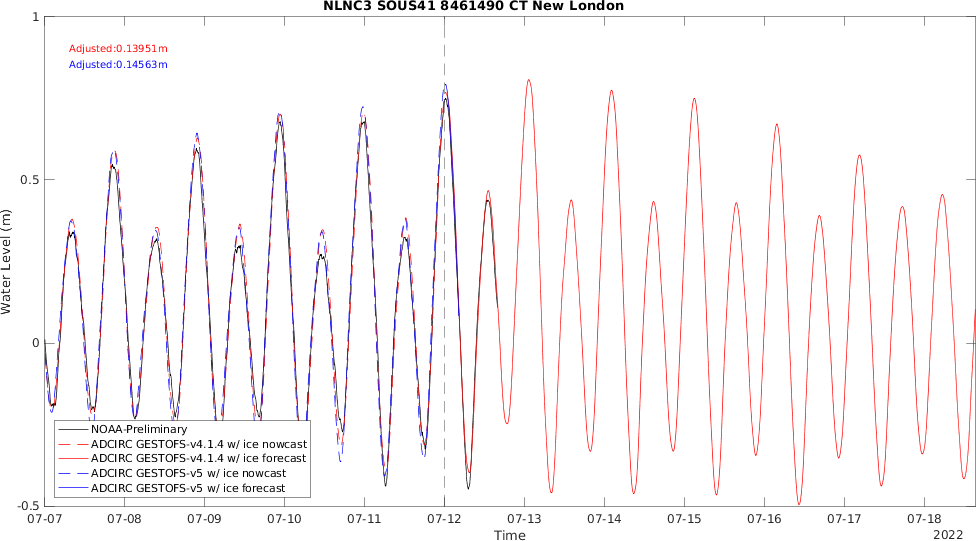 NLNC3 SOUS41 8461490 CT New London
1
Adjusted:0.13951m
Adjusted:0.14563m
0.5
Water Level (m)
0
NOAA-Preliminary
ADCIRC GESTOFS-v4.1.4 w/ ice nowcast
ADCIRC GESTOFS-v4.1.4 w/ ice forecast
ADCIRC GESTOFS-v5 w/ ice nowcast
ADCIRC GESTOFS-v5 w/ ice forecast
-0.5
07-07 07-08 07-09 07-10 07-11 07-12 07-13 07-14 07-15 07-16 07-17 07-18
Time
2022